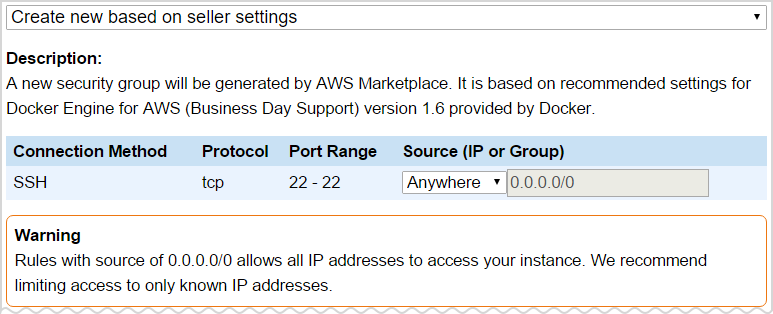 Create new based on seller settings
Description:
A new security group will be generated by AWS Marketplace. It is based on recommended settings for
Docker Engine for AWS (Business Day Support) version 1.6 provided by Docker.
Connection Method Protocol Port Range Source (IP or Group)
SSH tcp 22 - 22 Anywhere 0.0.0.0/0
Warning
Rules with source of 0.0.0.0/0 allows all IP addresses to access your instance. We recommend
limiting access to only known IP addresses.